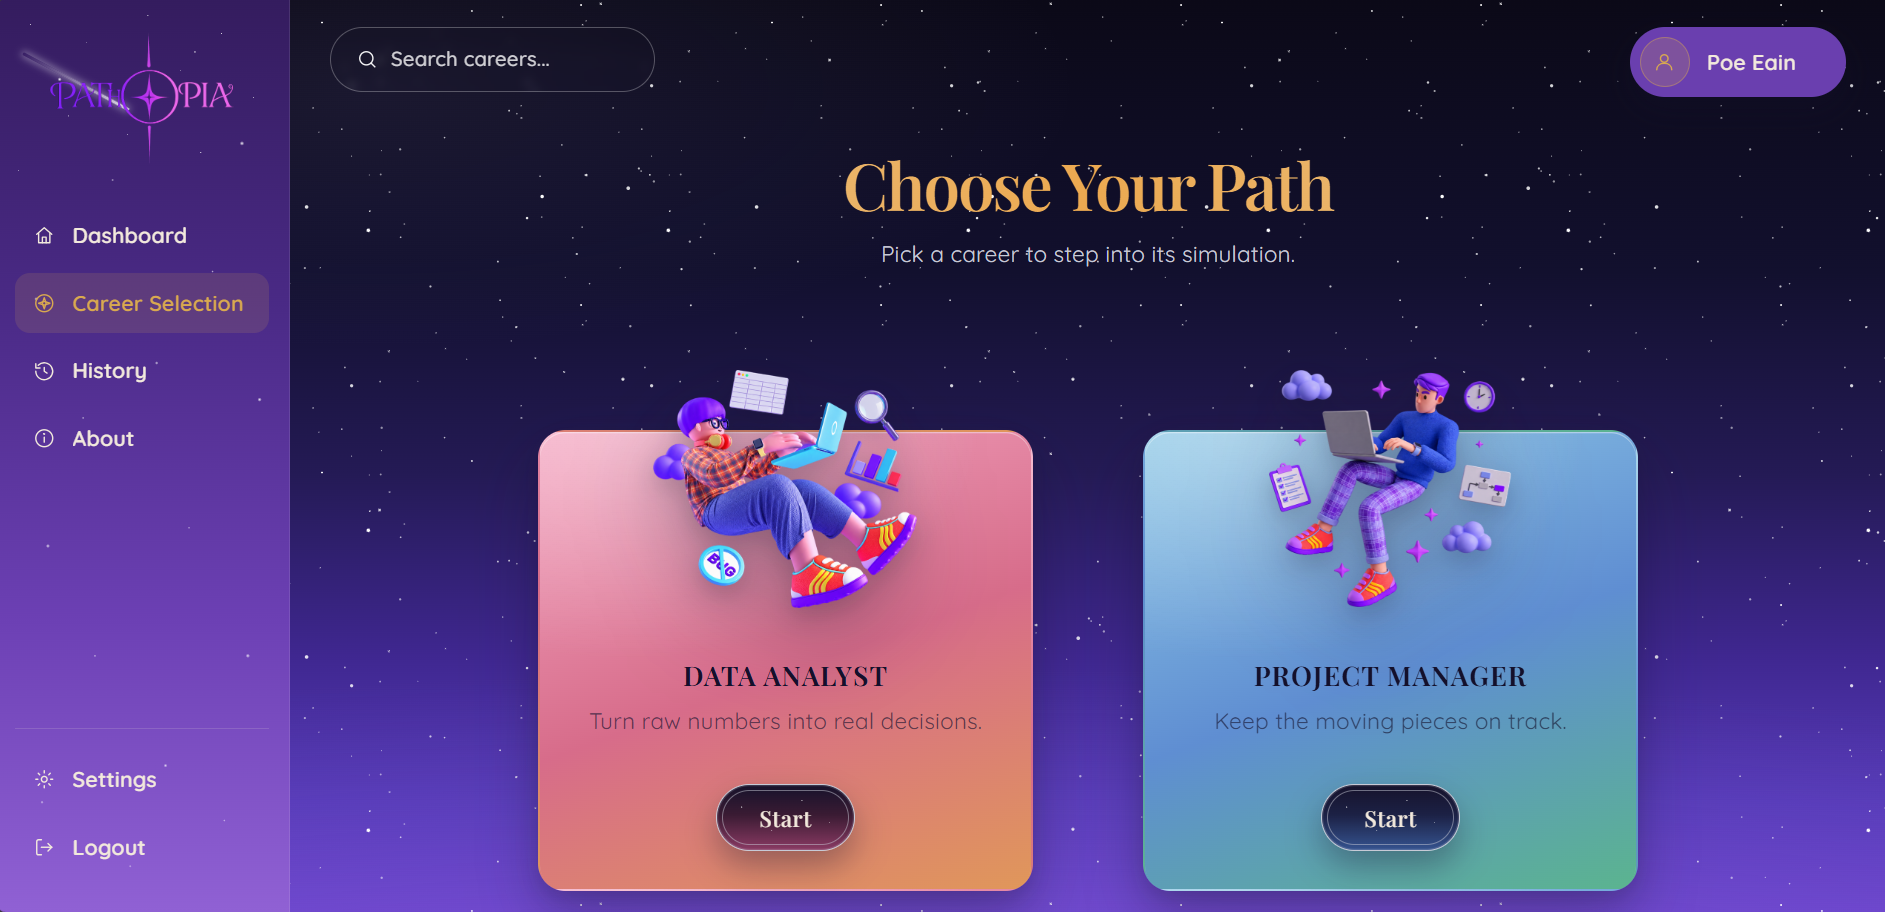 PATHOPIA
Search careers...
Poe Eain
Choose Your Path
Pick a career to step into its simulation.
Dashboard
Career Selection
History
About
Settings
Logout
BUG
DATA ANALYST
Turn raw numbers into real decisions.
Start
PROJECT MANAGER
Keep the moving pieces on track.
Start